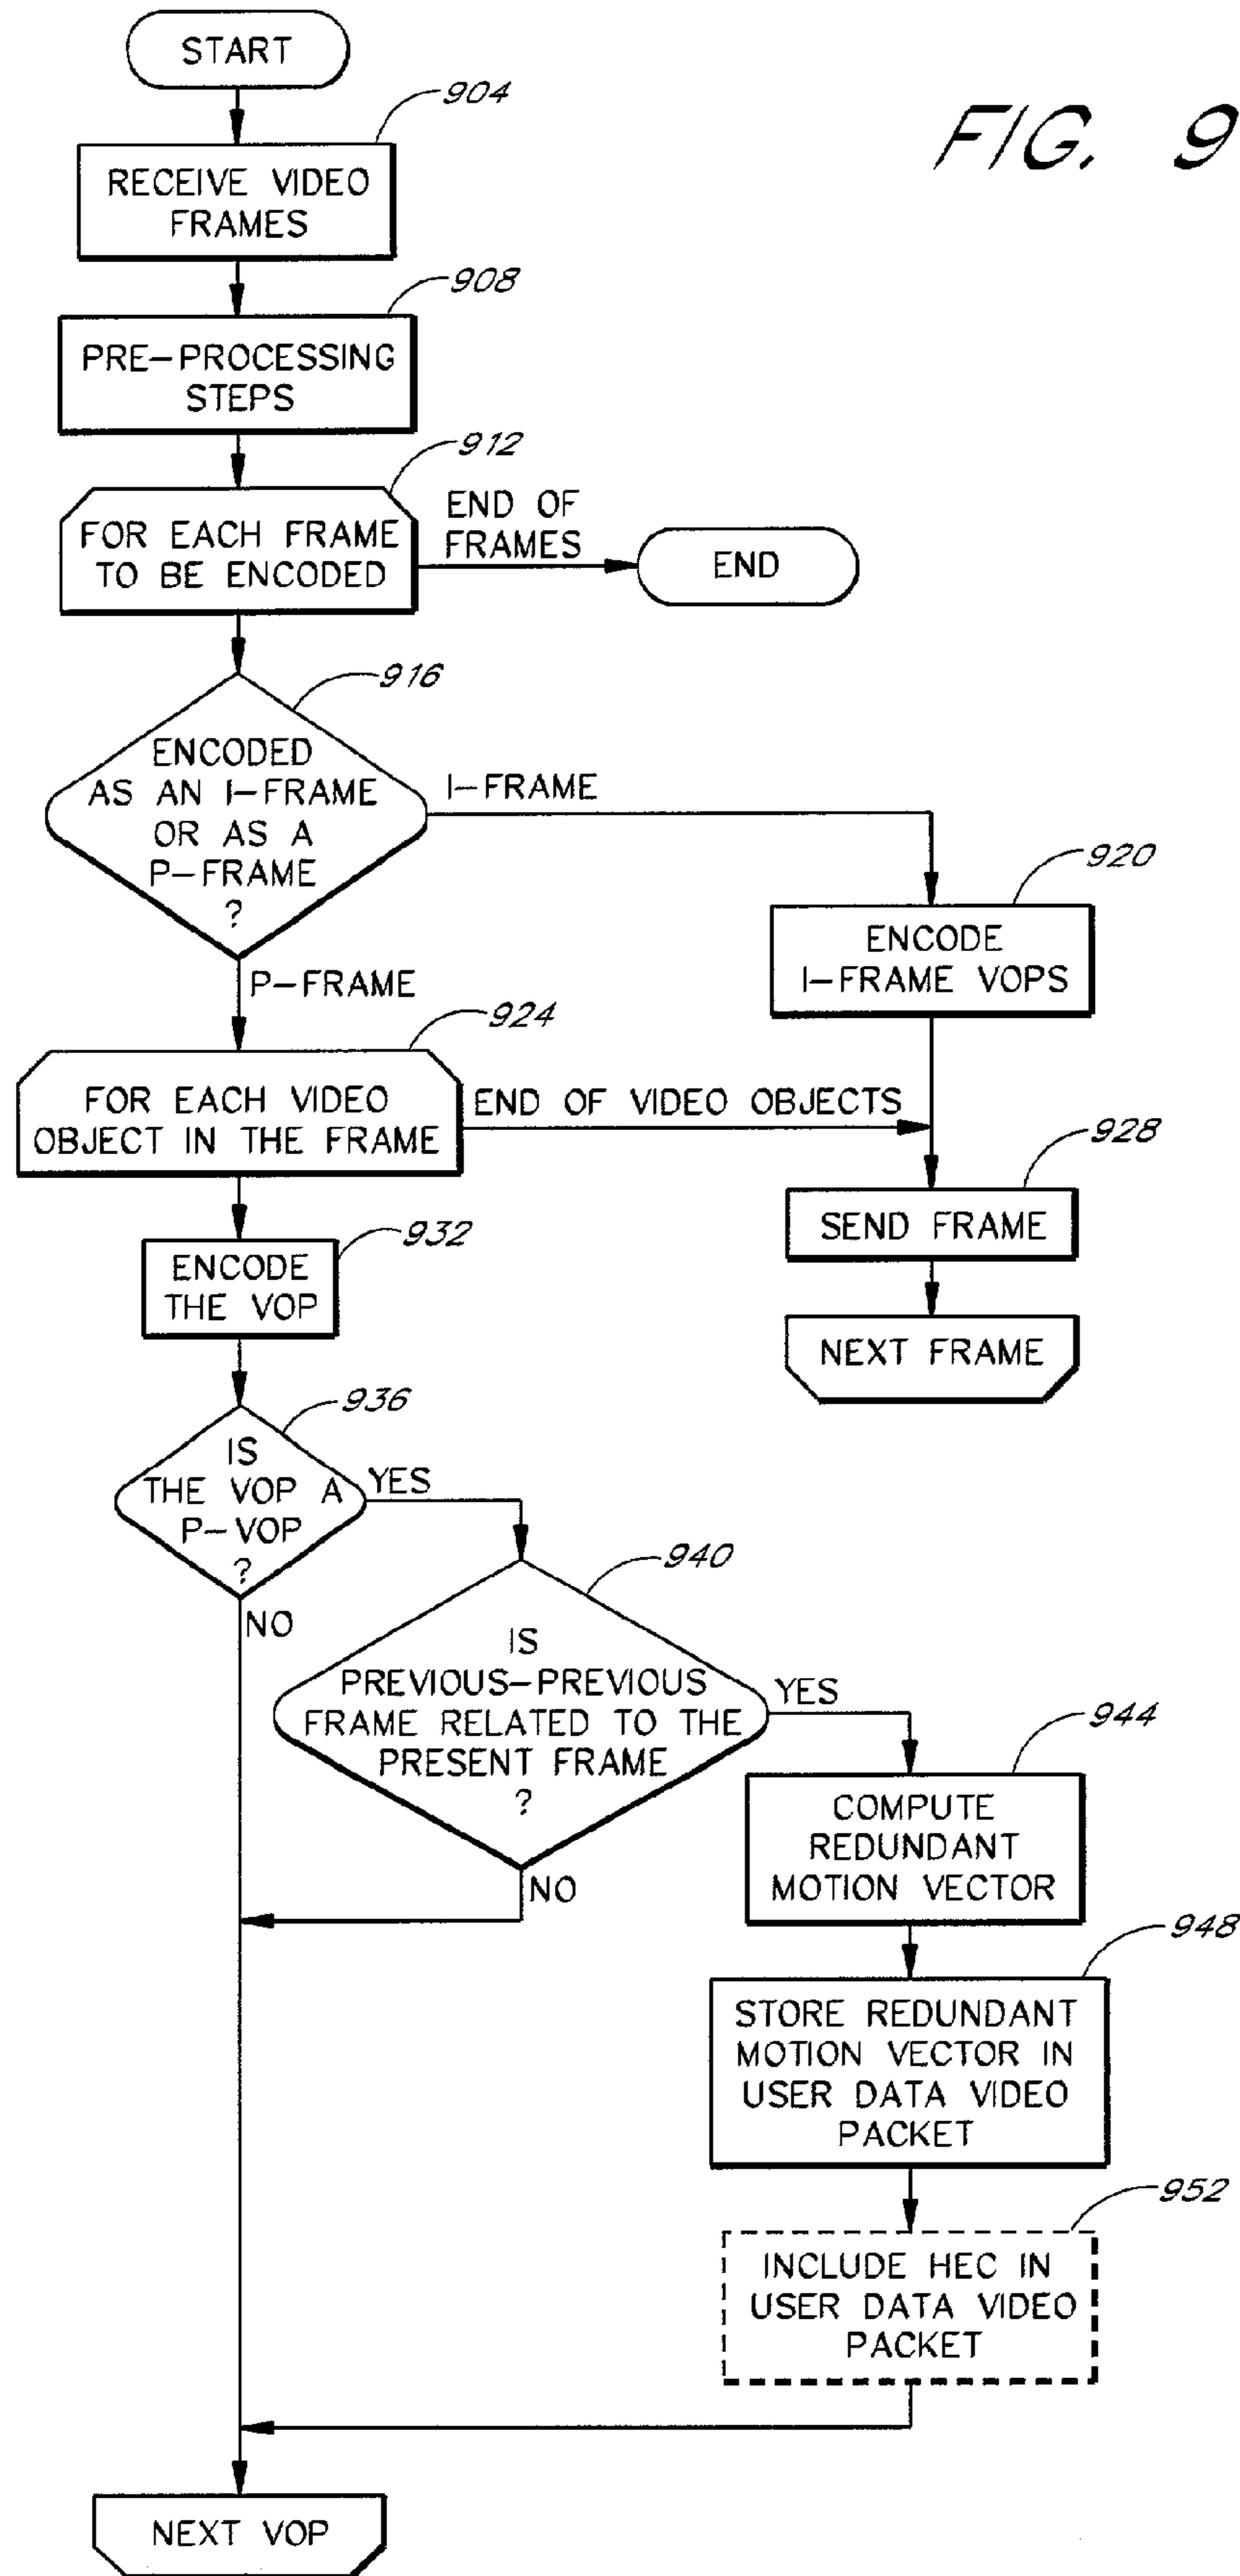 START
FIG. 9
904
RECEIVE VIDEO
FRAMES
908
PRE-PROCESSING
STEPS
912
FOR EACH FRAME
TO BE ENCODED
END OF
FRAMES
END
916
ENCODED
AS AN I-FRAME
OR AS A
P-FRAME
?
I-FRAME
920
ENCODE
I-FRAME VOPS
P-FRAME
924
FOR EACH VIDEO
OBJECT IN THE FRAME
END OF VIDEO OBJECTS
928
SEND FRAME
NEXT FRAME
932
ENCODE
THE VOP
936
IS
THE VOP A
P-VOP
?
YES
NO
940
IS
PREVIOUS-PREVIOUS
FRAME RELATED TO THE
PRESENT FRAME
?
YES
NO
944
COMPUTE
REDUNDANT
MOTION VECTOR
948
STORE REDUNDANT
MOTION VECTOR IN
USER DATA VIDEO
PACKET
952
INCLUDE HEC IN
USER DATA VIDEO
PACKET
NEXT VOP